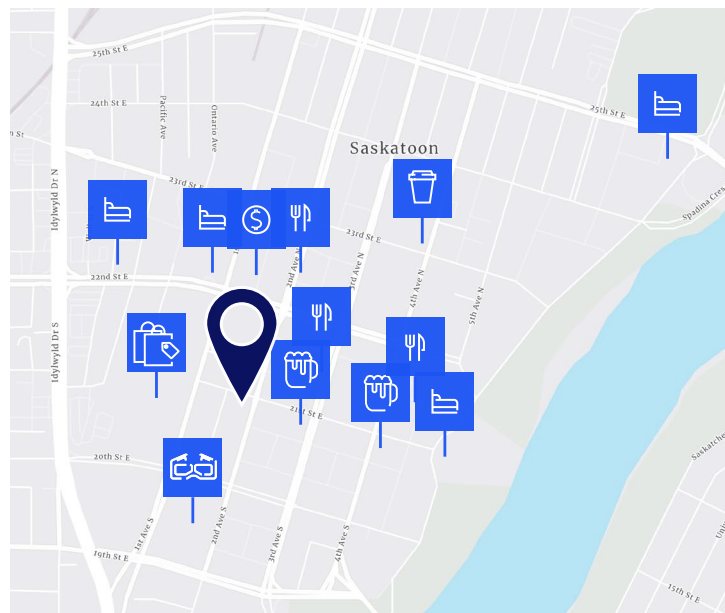 25th St E
24th St E
Pacific Ave
Ontario Ave
25th St E
Saskatoon
Idylwyld Dr N
23rd St E
Spadina Cres
23rd St E
2nd Ave N
3rd Ave N
22nd St E
4th Ave N
5th Ave N
Idylwyld Dr S
$
21st St E
20th St E
1st Ave S
2nd Ave S
3rd Ave S
4th Ave S
19th St E
15th St E